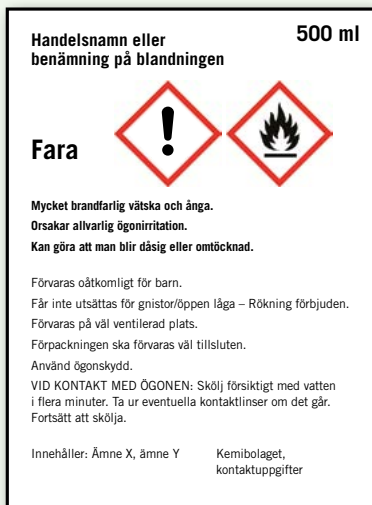 Handelsnamn eller
benämning på blandningen
500 ml
Fara
Mycket brandfarlig vätska och ånga.
Orsakar allvarlig ögonirritation.
Kan göra att man blir dåsig eller omtöcknad.
Förvaras oåtkomligt för barn.
Får inte utsättas för gnistor/öppen låga – Rökning förbjuden.
Förvaras på väl ventilerad plats.
Förpackningen ska förvaras väl tillsluten.
Använd ögonskydd.
VID KONTAKT MED ÖGONEN: Skölj försiktigt med vatten
i flera minuter. Ta ur eventuella kontaktlinser om det går.
Fortsätt att skölja.
Innehåller: Ämne X, ämne Y
Kemibolaget,
kontaktuppgifter